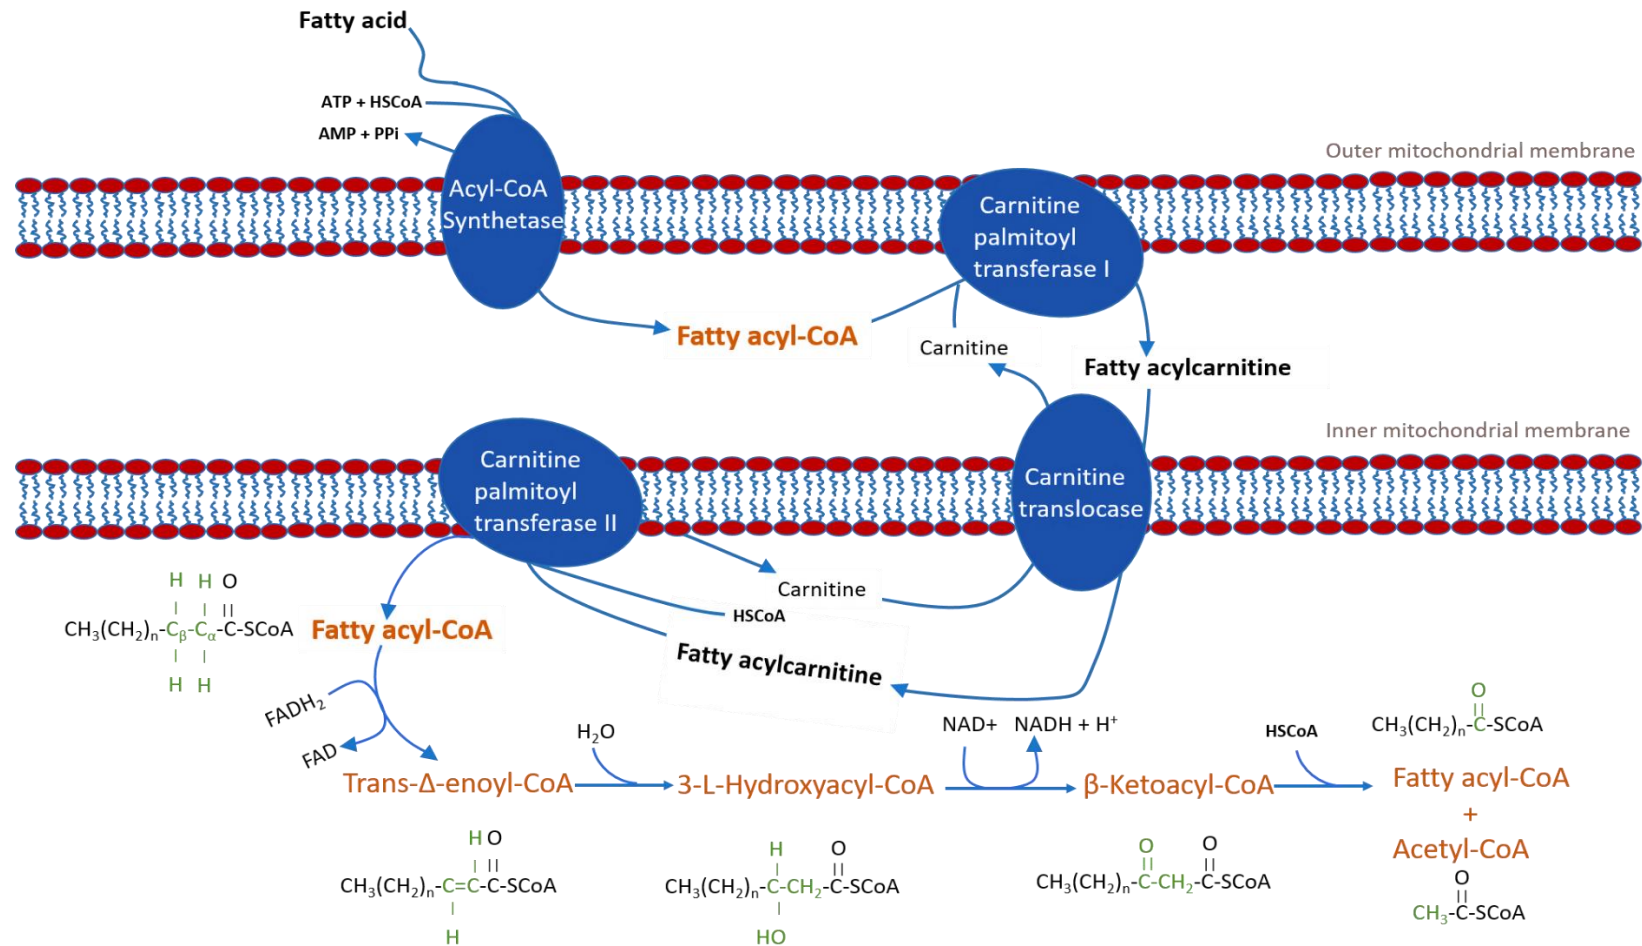 Fatty acid
ATP + HSCoA
AMP + PPi
Outer mitochondrial membrane
Acyl-CoA
Synthetase
Carnitine
palmitoyl
transferase I
Fatty acyl-CoA
Carnitine
Fatty acylcarnitine
Inner mitochondrial membrane
Carnitine
palmitoyl
transferase II
Carnitine
translocase
Carnitine
HSCoA
Fatty acylcarnitine
H H O
CH₃(CH₂)ₙ-Cᵦ-Cα-C-SCoA
H H
Fatty acyl-CoA
FADH₂
FAD
Trans-Δ-enoyl-CoA
H₂O
3-L-Hydroxyacyl-CoA
NAD+ NADH + H⁺
β-Ketoacyl-CoA
HSCoA
O
CH₃(CH₂)ₙ-C-SCoA
Fatty acyl-CoA
+
Acetyl-CoA
O
CH₃-C-SCoA
H O
CH₃(CH₂)ₙ-C=C-C-SCoA
H
H O
CH₃(CH₂)ₙ-C-CH₂-C-SCoA
HO
O O
CH₃(CH₂)ₙ-C-CH₂-C-SCoA